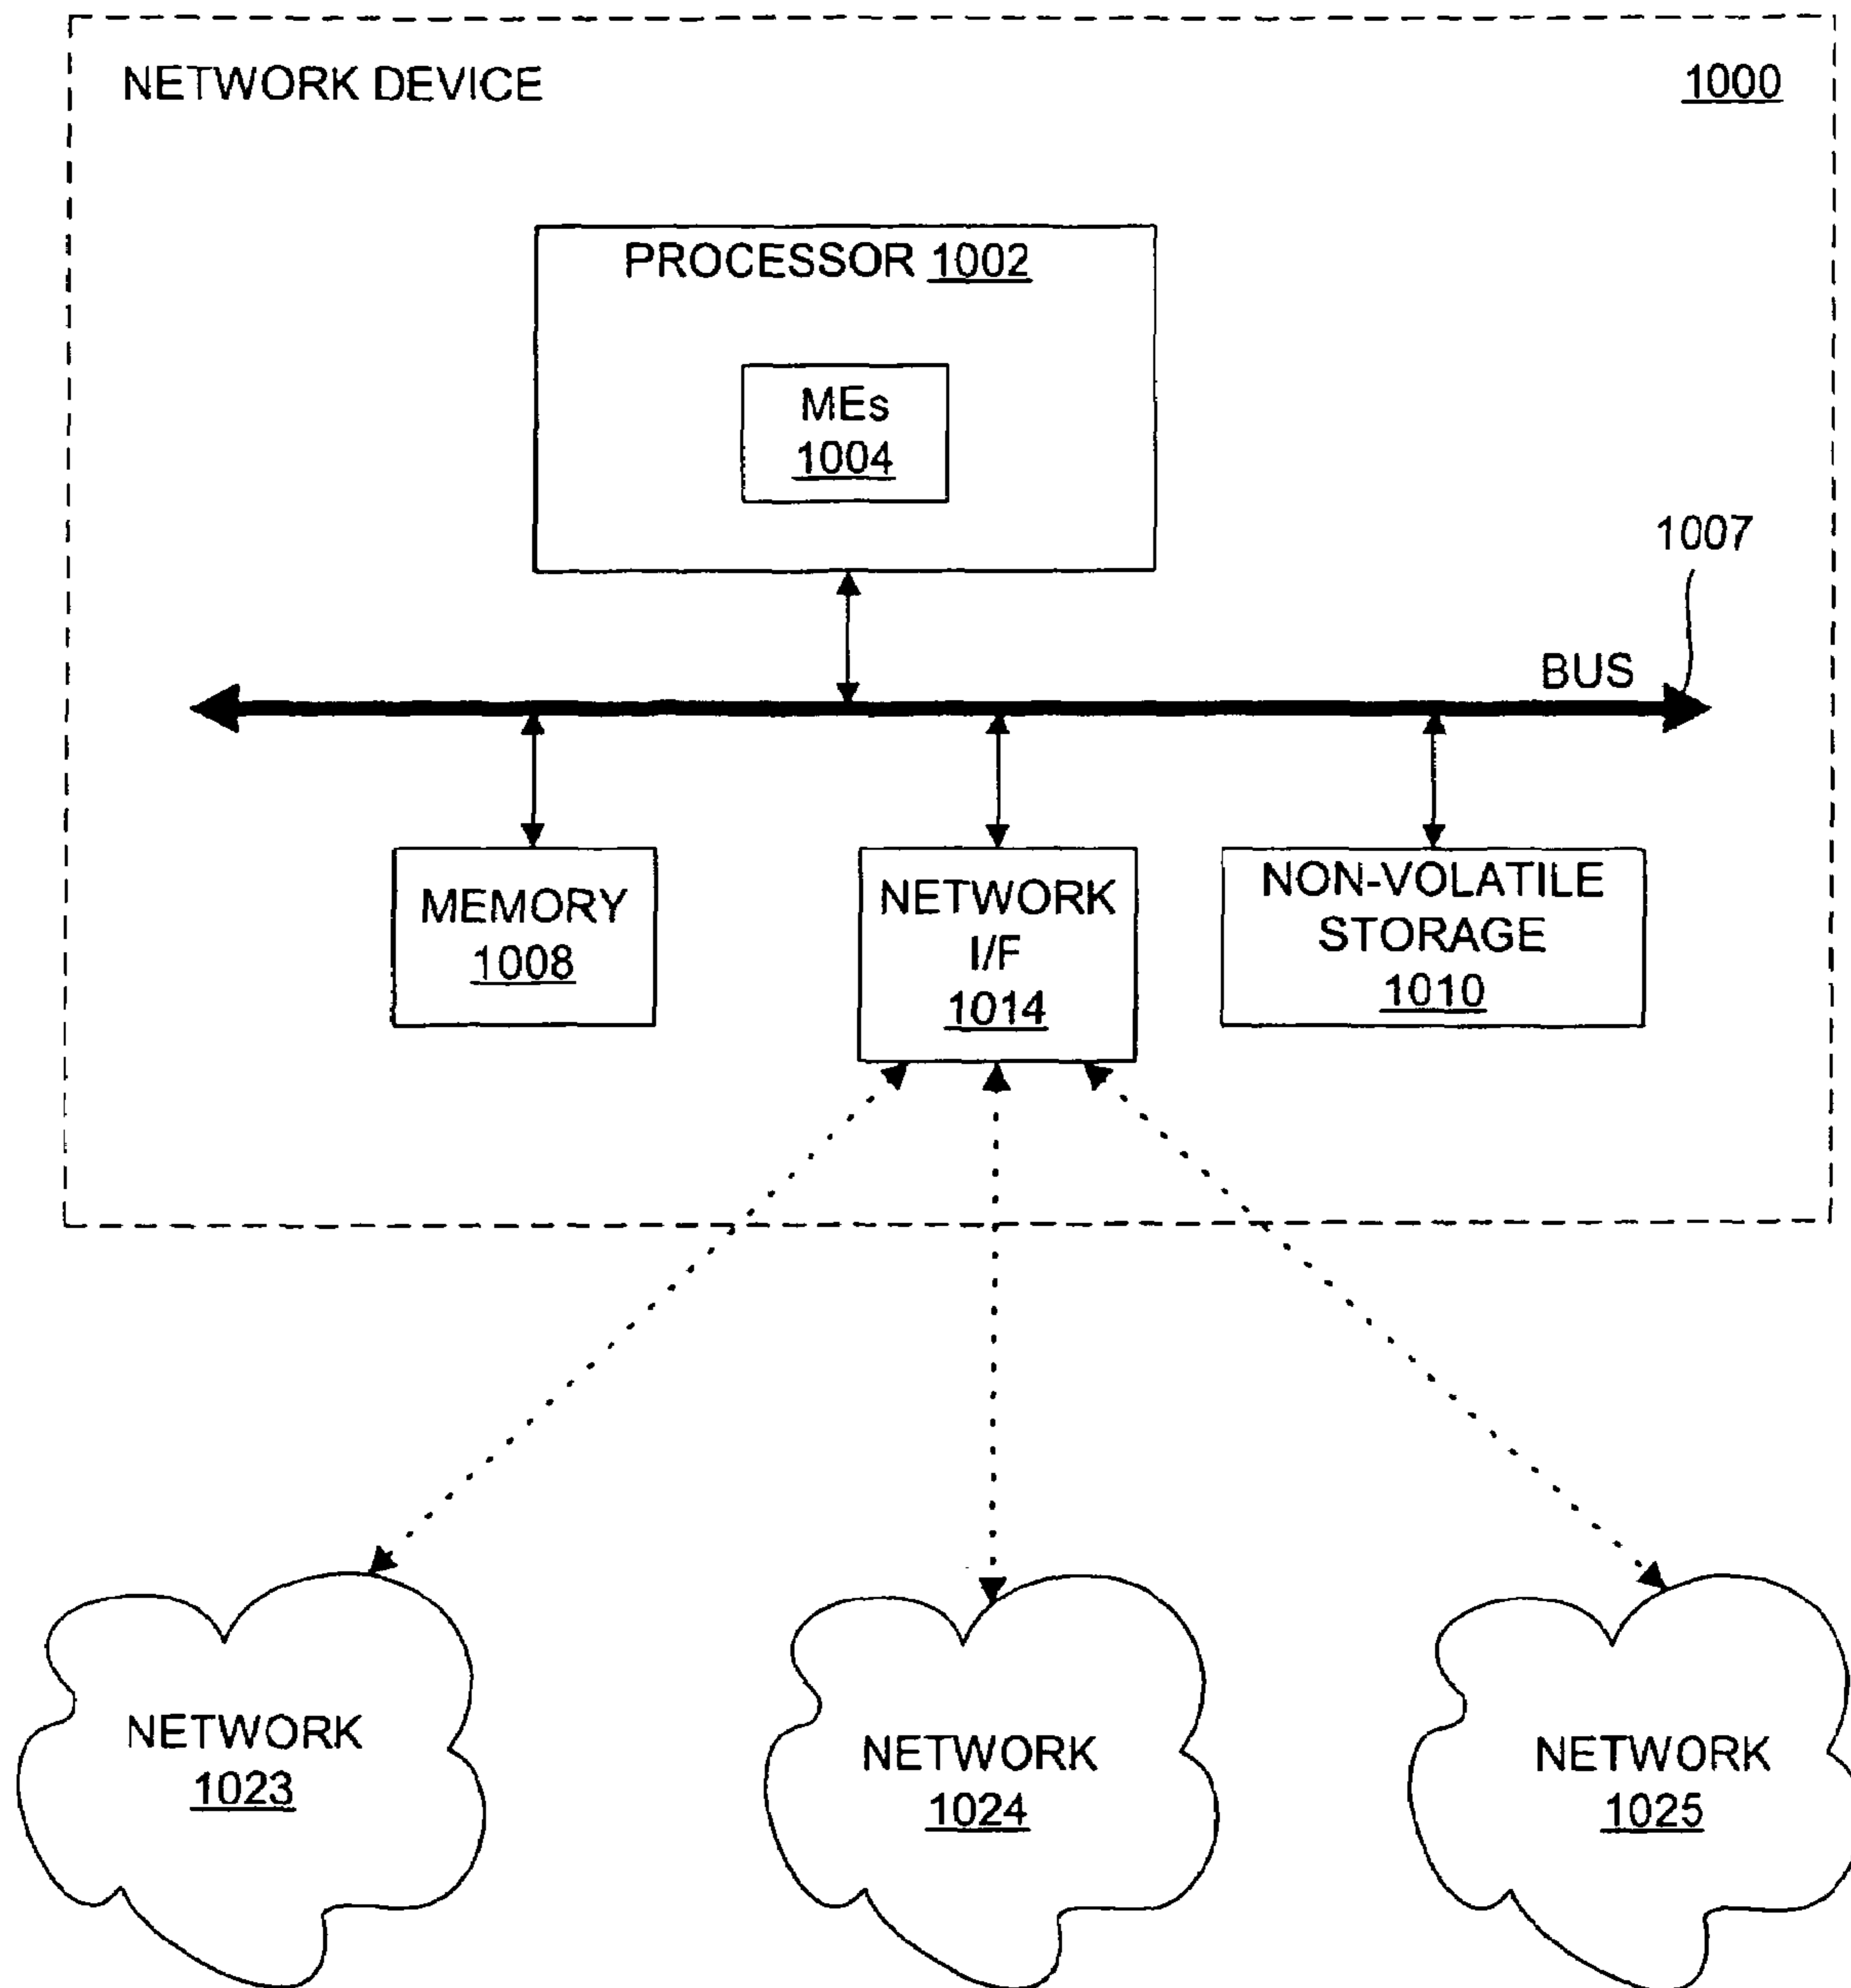 NETWORK DEVICE 1000
PROCESSOR 1002
MEs
1004
1007
BUS
MEMORY
1008
NETWORK
I/F
1014
NON-VOLATILE
STORAGE
1010
NETWORK
1023
NETWORK
1024
NETWORK
1025